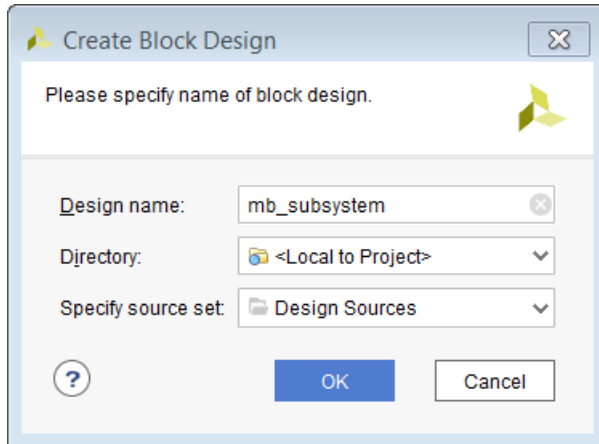 Create Block Design
Please specify name of block design.
Design name: mb_subsystem
Directory: <Local to Project>
Specify source set: Design Sources
? OK Cancel